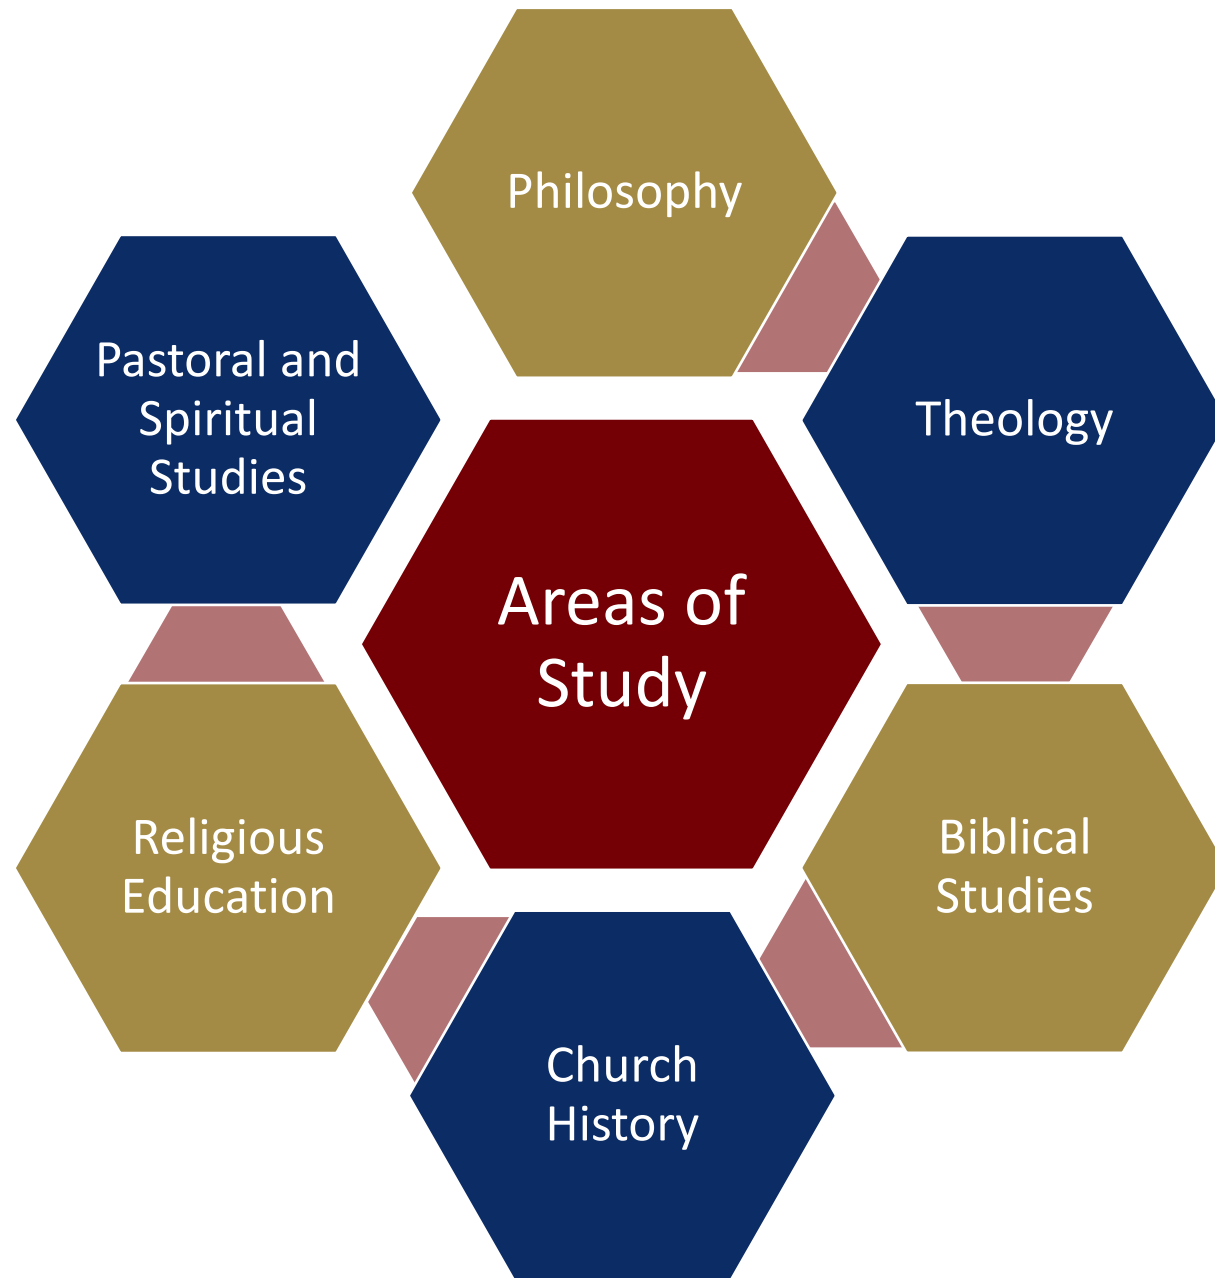 Philosophy
Theology
Biblical
Studies
Church
History
Religious
Education
Pastoral and
Spiritual
Studies
Areas of
Study